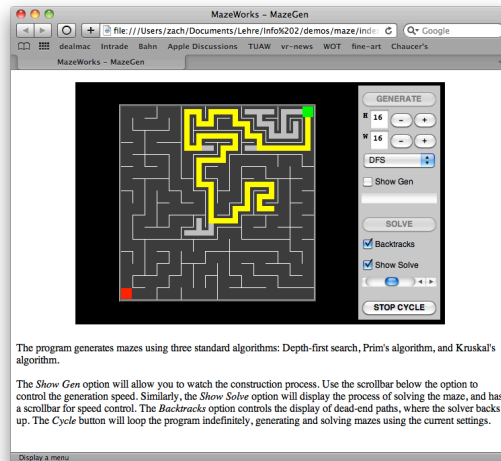 MazeWorks – MazeGen
file:///Users/zach/Documents/Lehre/Info%202/demos/maze/inde
Google
dealmac Intrade Bahn Apple Discussions TUAW vr-news WOT fine-art Chaucer's
MazeWorks – MazeGen
GENERATE
H 16 - +
W 16 - +
DFS
Show Gen
SOLVE
Backtracks
Show Solve
STOP CYCLE
The program generates mazes using three standard algorithms: Depth-first search, Prim's algorithm, and Kruskal's
algorithm.
The Show Gen option will allow you to watch the construction process. Use the scrollbar below the option to
control the generation speed. Similarly, the Show Solve option will display the process of solving the maze, and has
a scrollbar for speed control. The Backtracks option controls the display of dead-end paths, where the solver backs
up. The Cycle button will loop the program indefinitely, generating and solving mazes using the current settings.
Display a menu